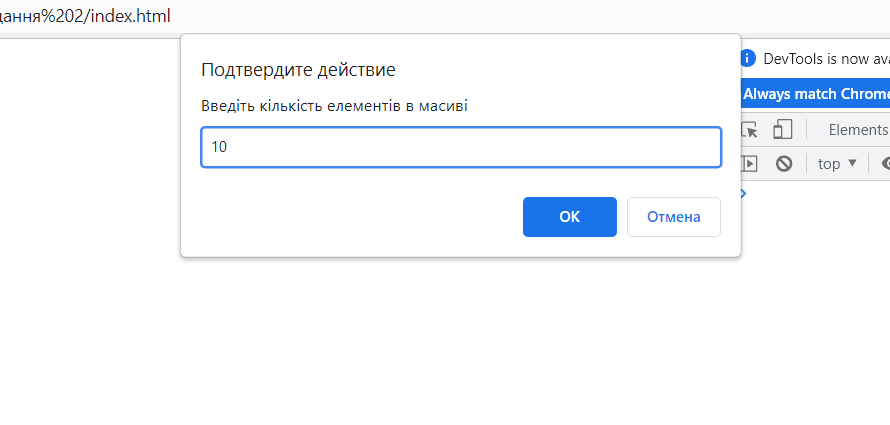 дання%202/index.html
Подтвердите действие
Введіть кількість елементів в масиві
10
OK
Отмена
DevTools is now ava
Always match Chrome
Elements
top